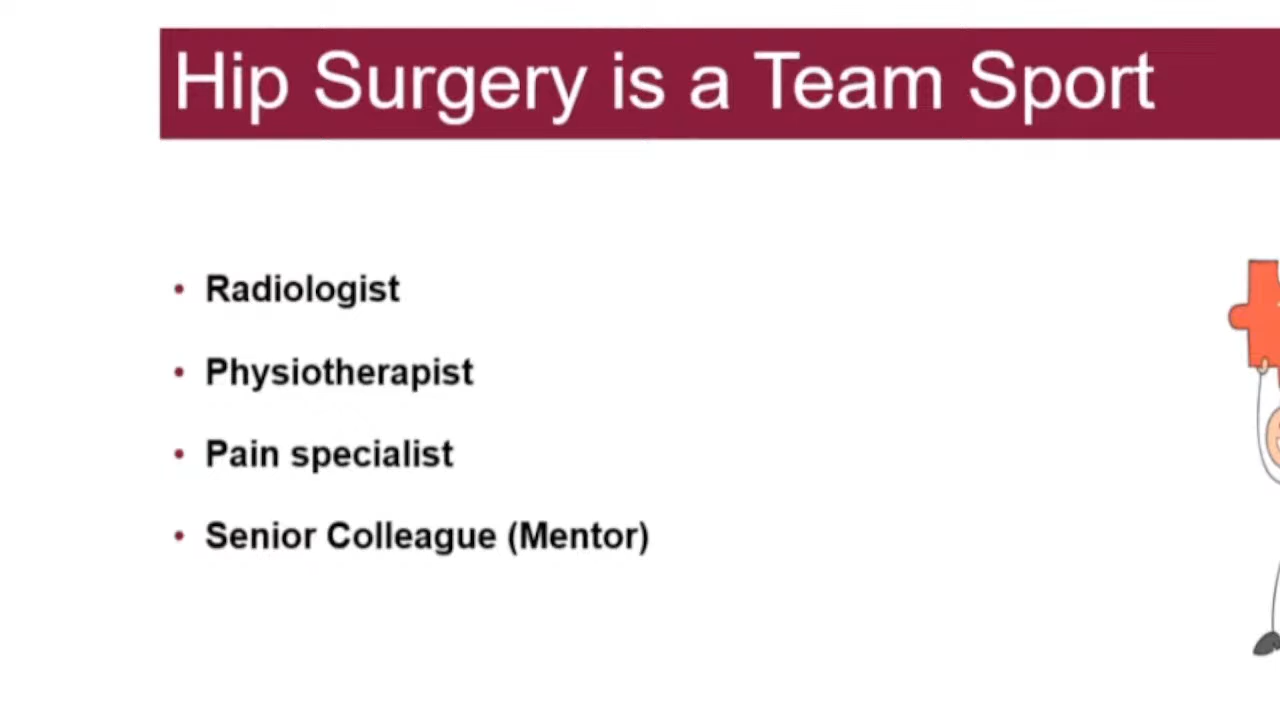 Hip Surgery is a Team Sport
• Radiologist
• Physiotherapist
• Pain specialist
• Senior Colleague (Mentor)